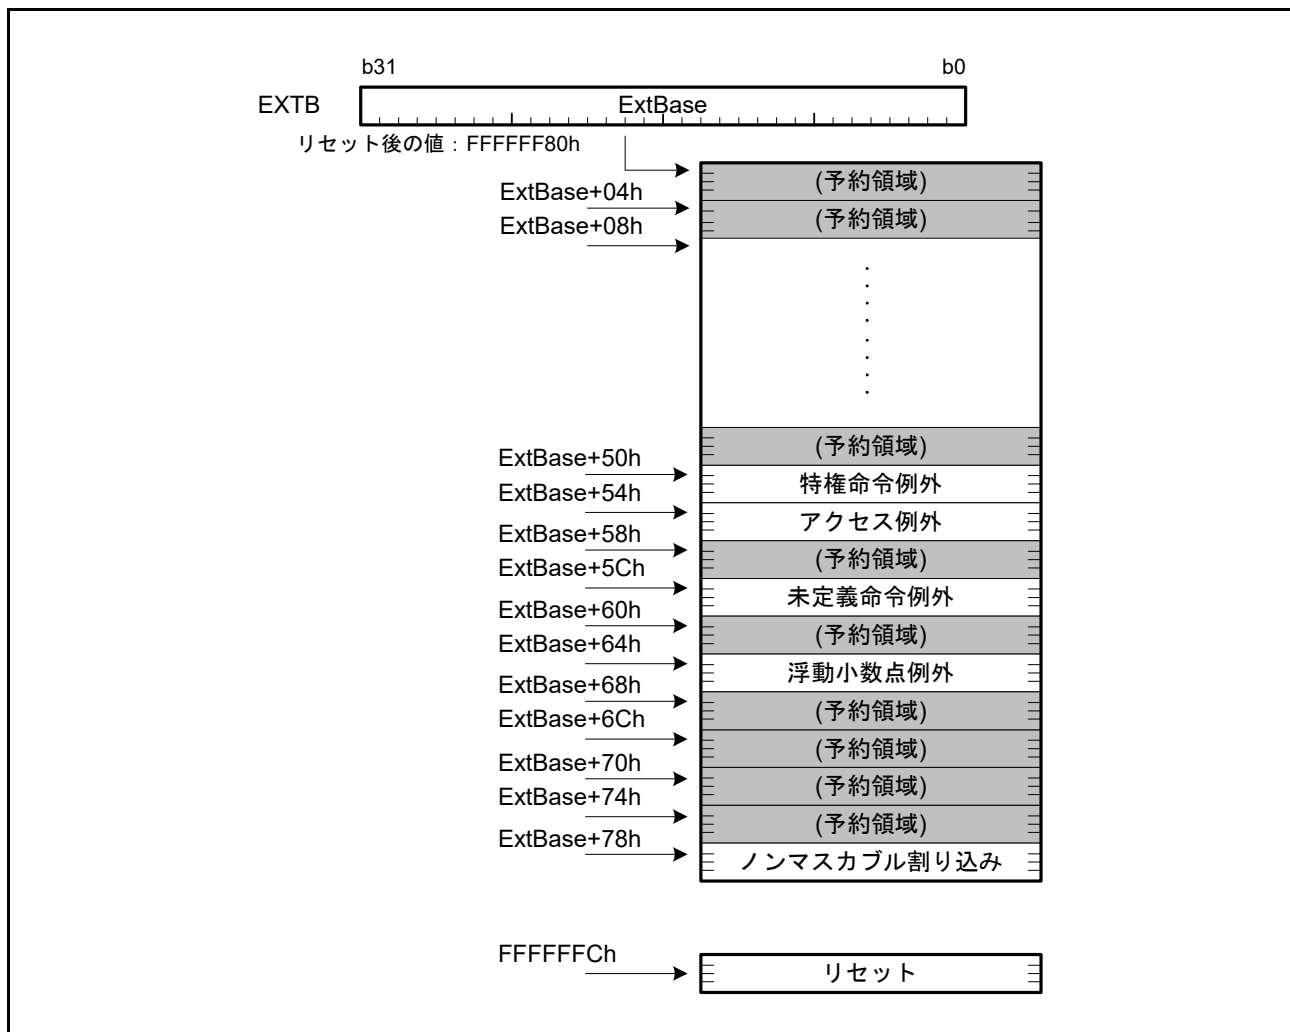 b31 b0
EXTB ExtBase
リセット後の値：FFFFFF80h
(予約領域)
ExtBase+04h
(予約領域)
ExtBase+08h
(予約領域)
ExtBase+50h
特権命令例外
ExtBase+54h
アクセス例外
ExtBase+58h
(予約領域)
ExtBase+5Ch
未定義命令例外
ExtBase+60h
(予約領域)
ExtBase+64h
浮動小数点例外
ExtBase+68h
(予約領域)
ExtBase+6Ch
(予約領域)
ExtBase+70h
(予約領域)
ExtBase+74h
(予約領域)
ExtBase+78h
ノンマスカブル割り込み
FFFFFFCh
リセット